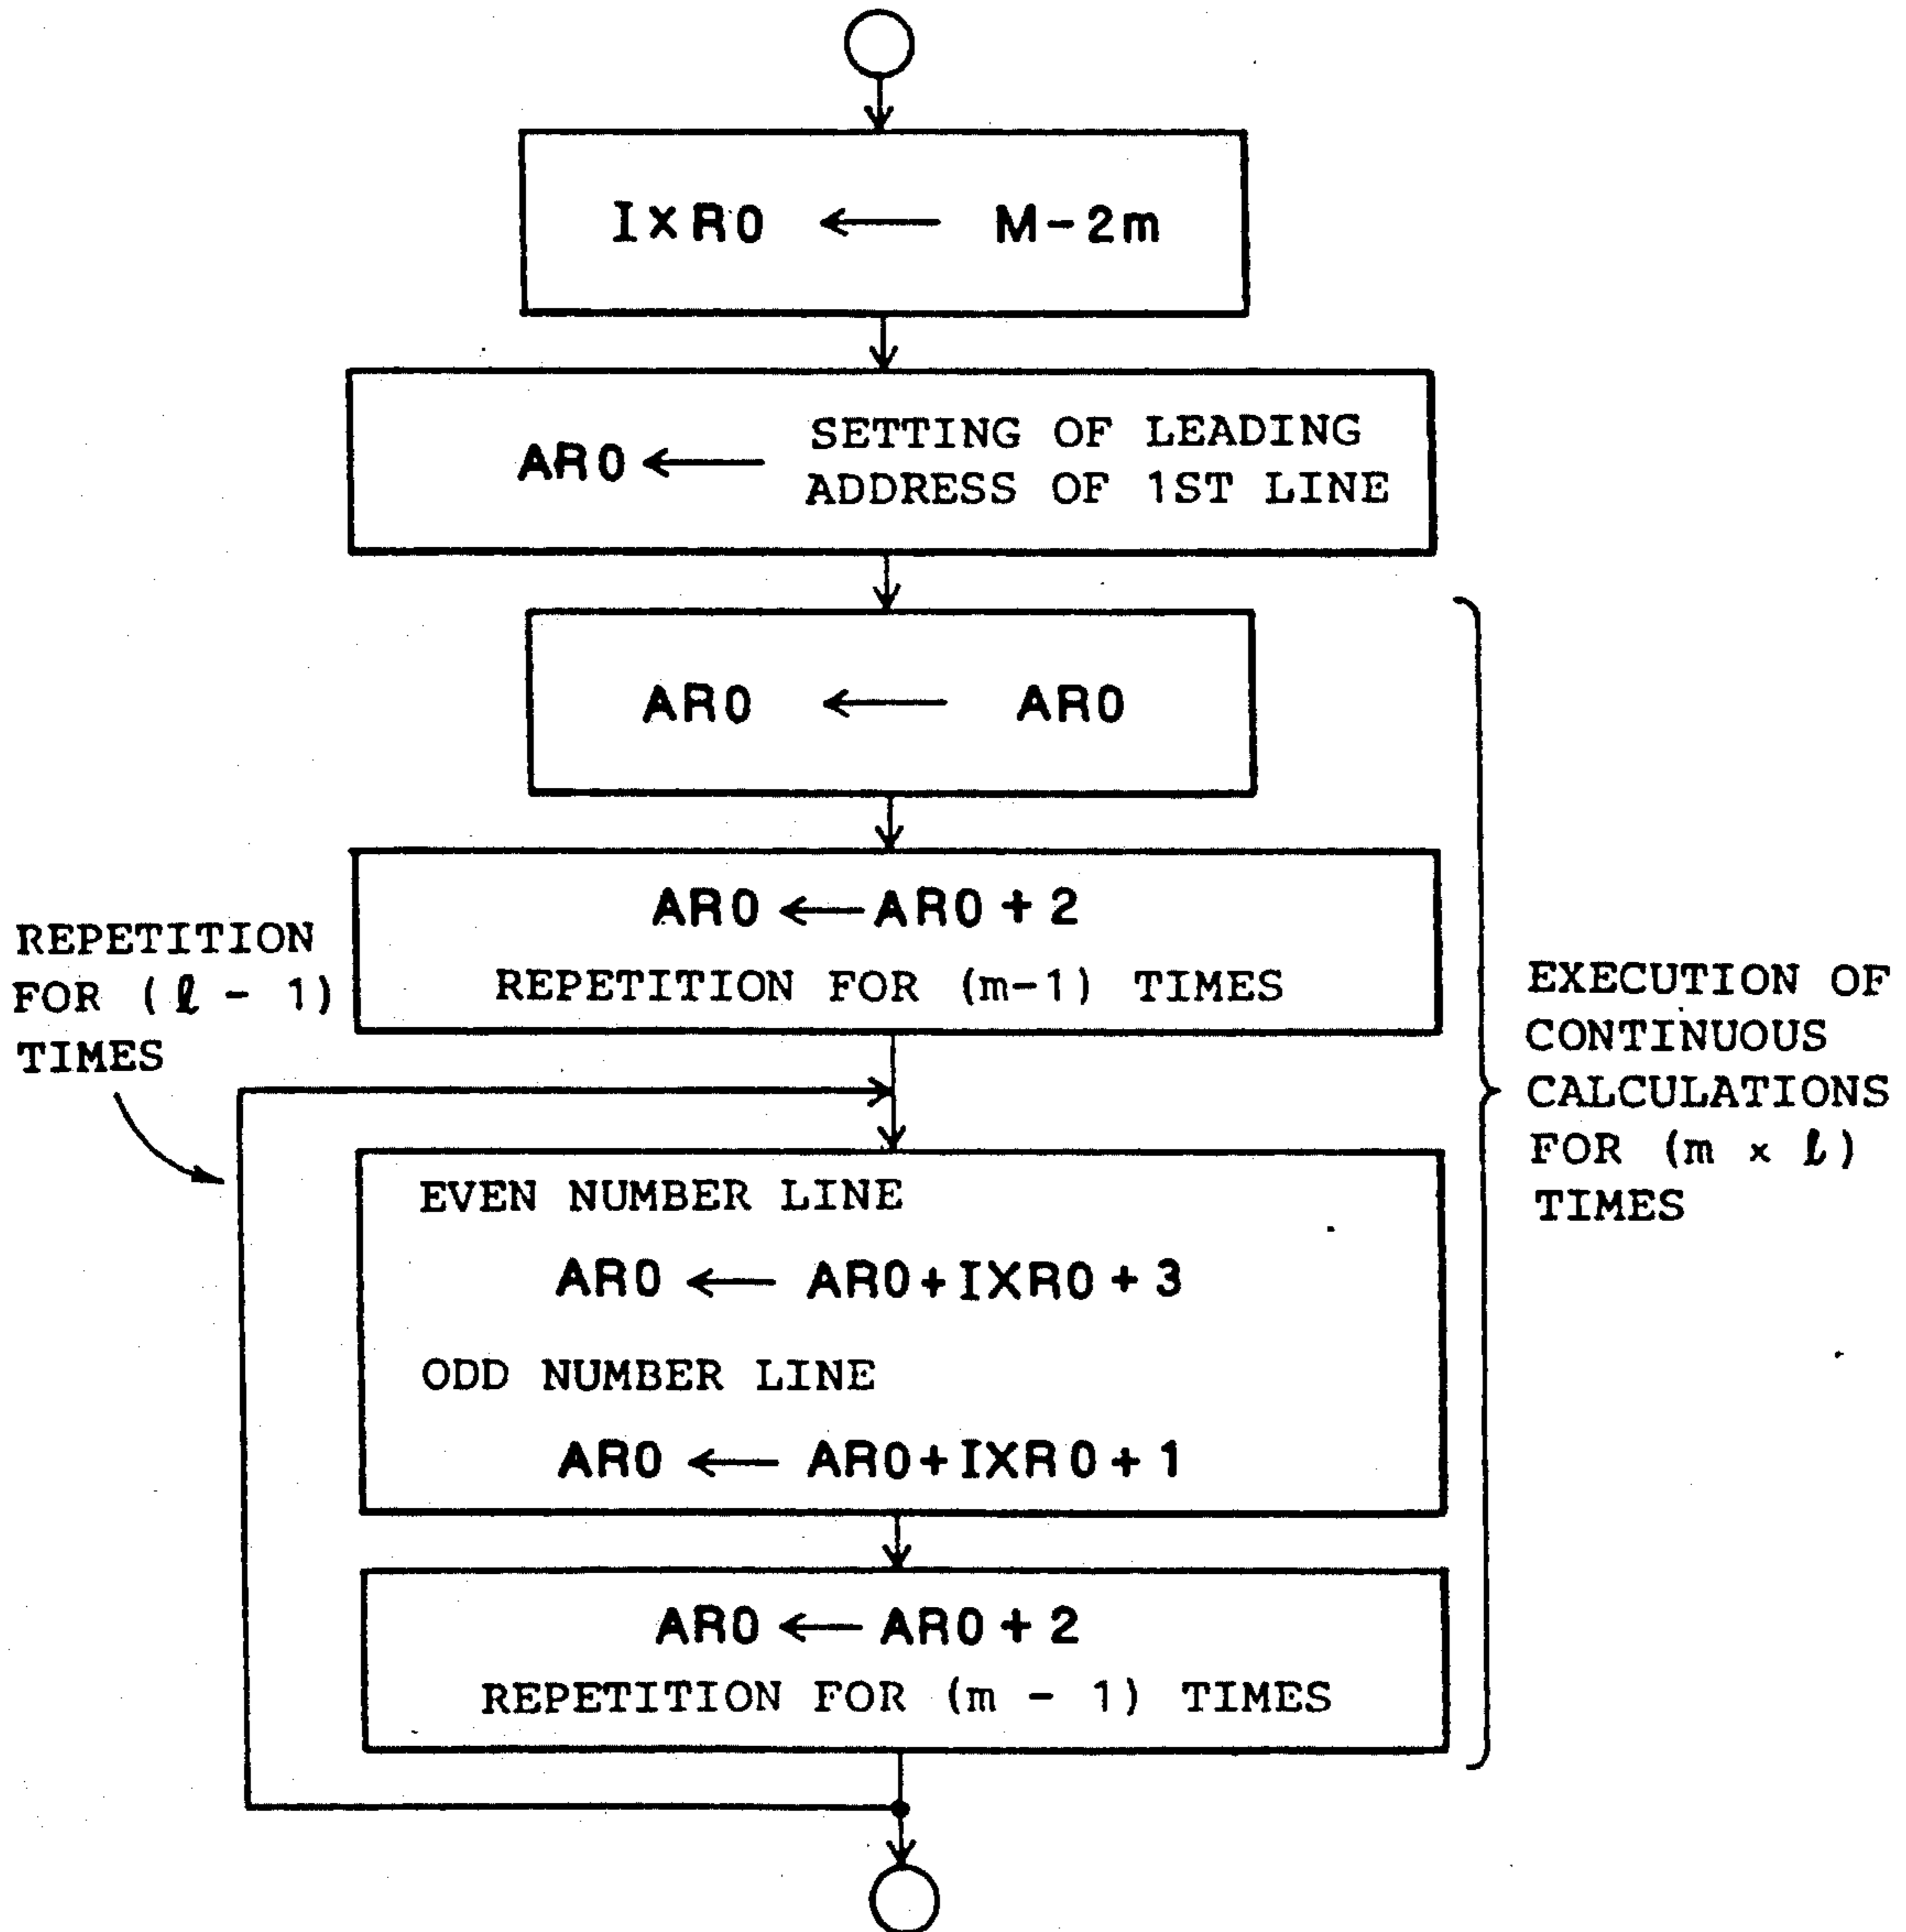 IXR0 ← M-2m
AR0 ← SETTING OF LEADING
ADDRESS OF 1ST LINE
AR0 ← AR0
AR0 ← AR0 + 2
REPETITION FOR (m-1) TIMES
REPETITION
FOR (ℓ - 1)
TIMES
EVEN NUMBER LINE
AR0 ← AR0+IXR0+3
ODD NUMBER LINE
AR0 ← AR0+IXR0+1
AR0 ← AR0 + 2
REPETITION FOR (m - 1) TIMES
EXECUTION OF
CONTINUOUS
CALCULATIONS
FOR (m × ℓ)
TIMES